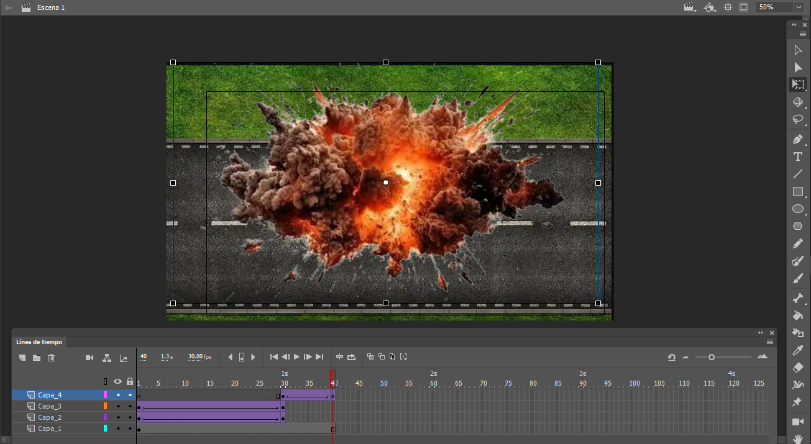 Escena 1
50%
Línea de tiempo
40 1.3 s 30.00 fps
1s 2s 3s 4s
1 5 10 15 20 25 30 35 40 45 50 55 60 65 70 75 80 85 90 95 100 105 110 115 120 125
Capa_4
Capa_3
Capa_2
Capa_1